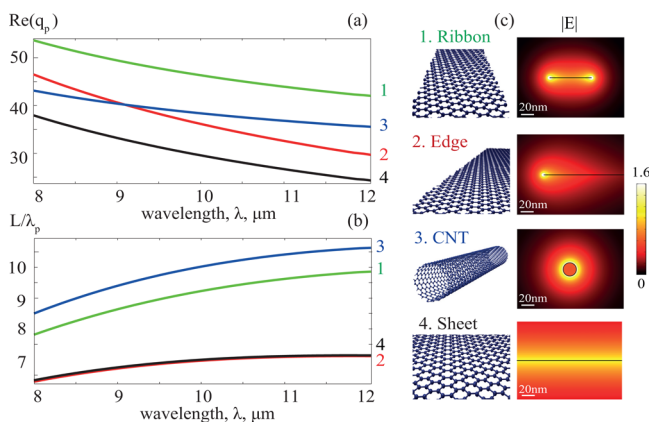 Re(q_p) (a)
50
40
30
1
3
2
4
8 9 10 11 12
wavelength, λ, μm
L/λ_p (b)
10
9
8
7
3
1
4
2
8 9 10 11 12
wavelength, λ, μm
(c) |E|
1. Ribbon
20nm
2. Edge
20nm
3. CNT
20nm
4. Sheet
20nm
1.6
0